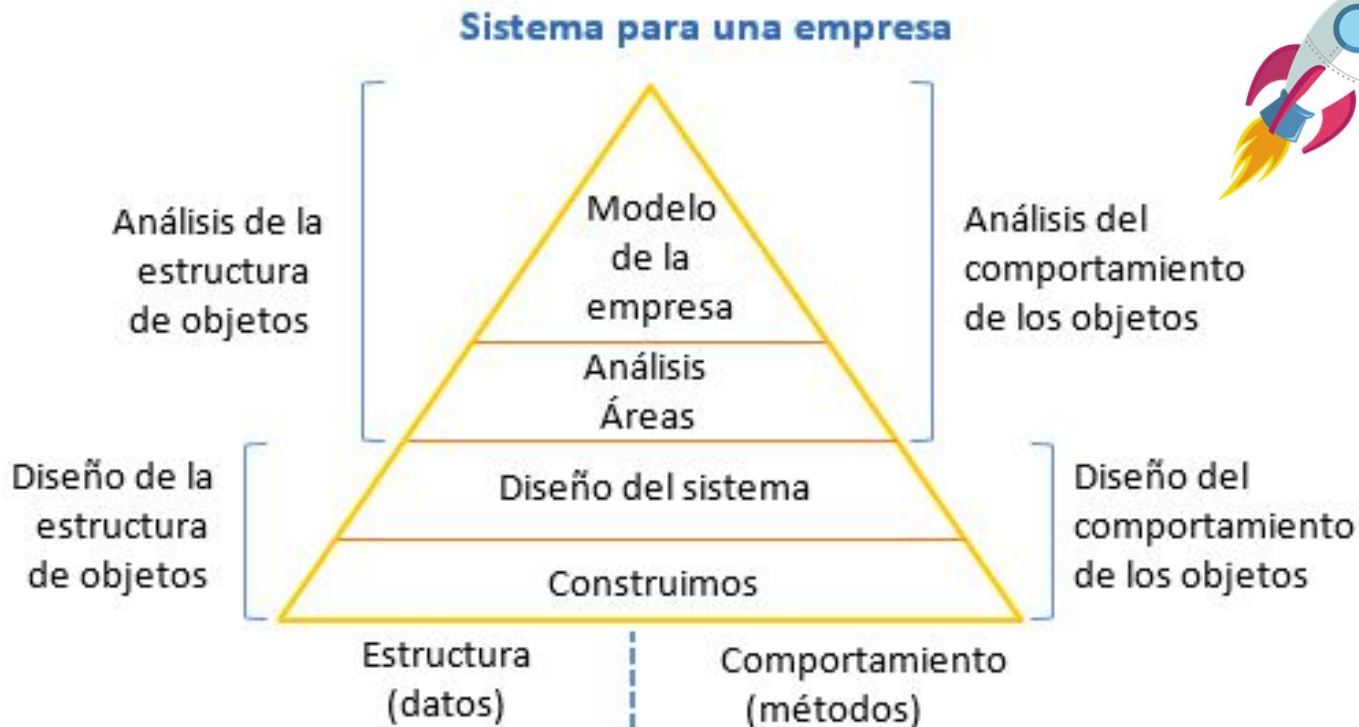 Sistema para una empresa
Análisis de la
estructura
de objetos
Modelo
de la
empresa
Análisis del
comportamiento
de los objetos
Análisis
Áreas
Diseño de la
estructura
de objetos
Diseño del sistema
Construimos
Diseño del
comportamiento
de los objetos
Estructura
(datos)
Comportamiento
(métodos)